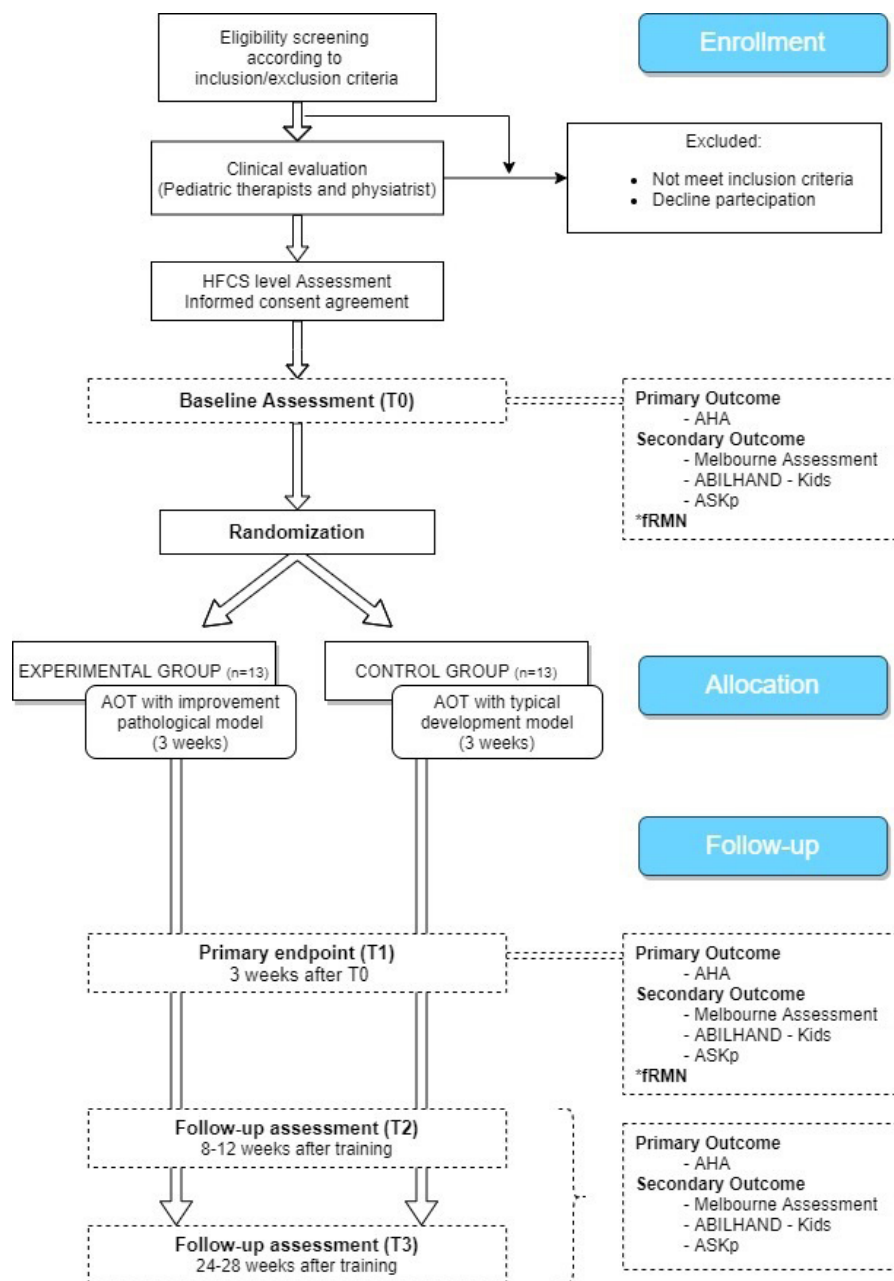 Eligibility screening
according to
inclusion/exclusion criteria
Enrollment
Clinical evaluation
(Pediatric therapists and physiatrist)
Excluded:
• Not meet inclusion criteria
• Decline partecipation
HFCS level Assessment
Informed consent agreement
Baseline Assessment (T0)
Primary Outcome
- AHA
Secondary Outcome
- Melbourne Assessment
- ABILHAND - Kids
- ASKp
*fRMN
Randomization
EXPERIMENTAL GROUP (n=13)
AOT with improvement
pathological model
(3 weeks)
CONTROL GROUP (n=13)
AOT with typical
development model
(3 weeks)
Allocation
Follow-up
Primary endpoint (T1)
3 weeks after T0
Primary Outcome
- AHA
Secondary Outcome
- Melbourne Assessment
- ABILHAND - Kids
- ASKp
*fRMN
Follow-up assessment (T2)
8-12 weeks after training
Follow-up assessment (T3)
24-28 weeks after training
Primary Outcome
- AHA
Secondary Outcome
- Melbourne Assessment
- ABILHAND - Kids
- ASKp